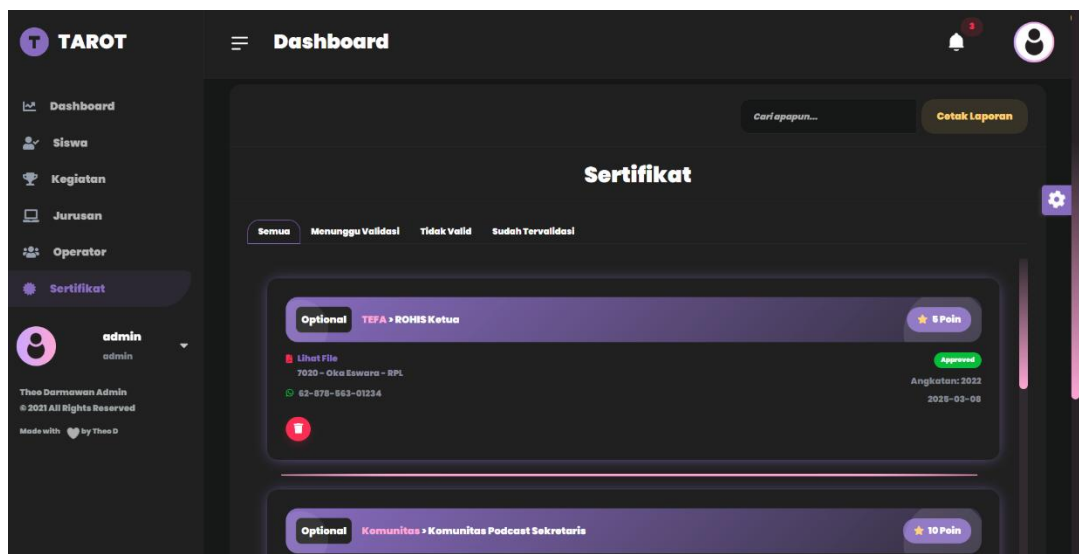 T TAROT
Dashboard
3
Dashboard
Siswa
Kegiatan
Jurusan
Operator
Sertifikat
admin
admin
Theo Darmawan Admin
© 2021 All Rights Reserved
Made with by Theo D
Cari apapun...
Cetak Laporan
Sertifikat
Semua
Menunggu Validasi
Tidak Valid
Sudah Tervalidasi
Optional TEFA > ROHIS Ketua
5 Poin
Lihat File
7020 - Oka Eswara - RPL
62-878-563-01234
Approved
Angkatan: 2022
2025-03-08
Optional Komunitas > Komunitas Podcast Sekretaris
10 Poin